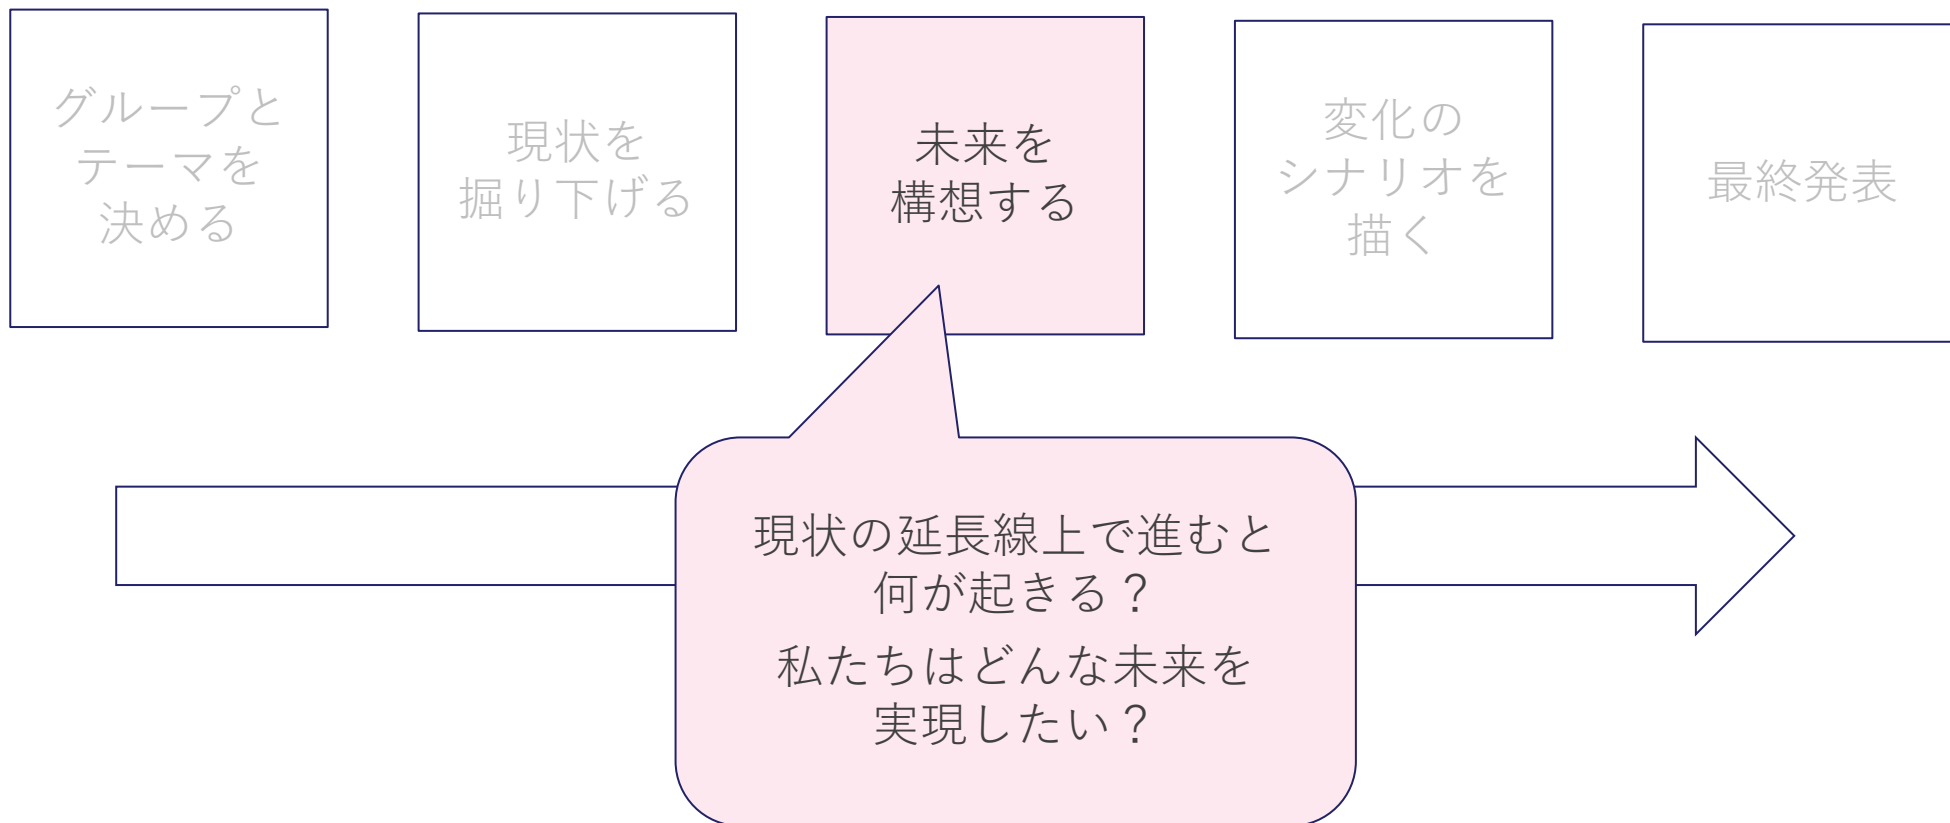 グループと
テーマを
決める
現状を
掘り下げる
未来を
構想する
変化の
シナリオを
描く
最終発表
現状の延長線上で進むと
何が起きる？
私たちはどんな未来を
実現したい？